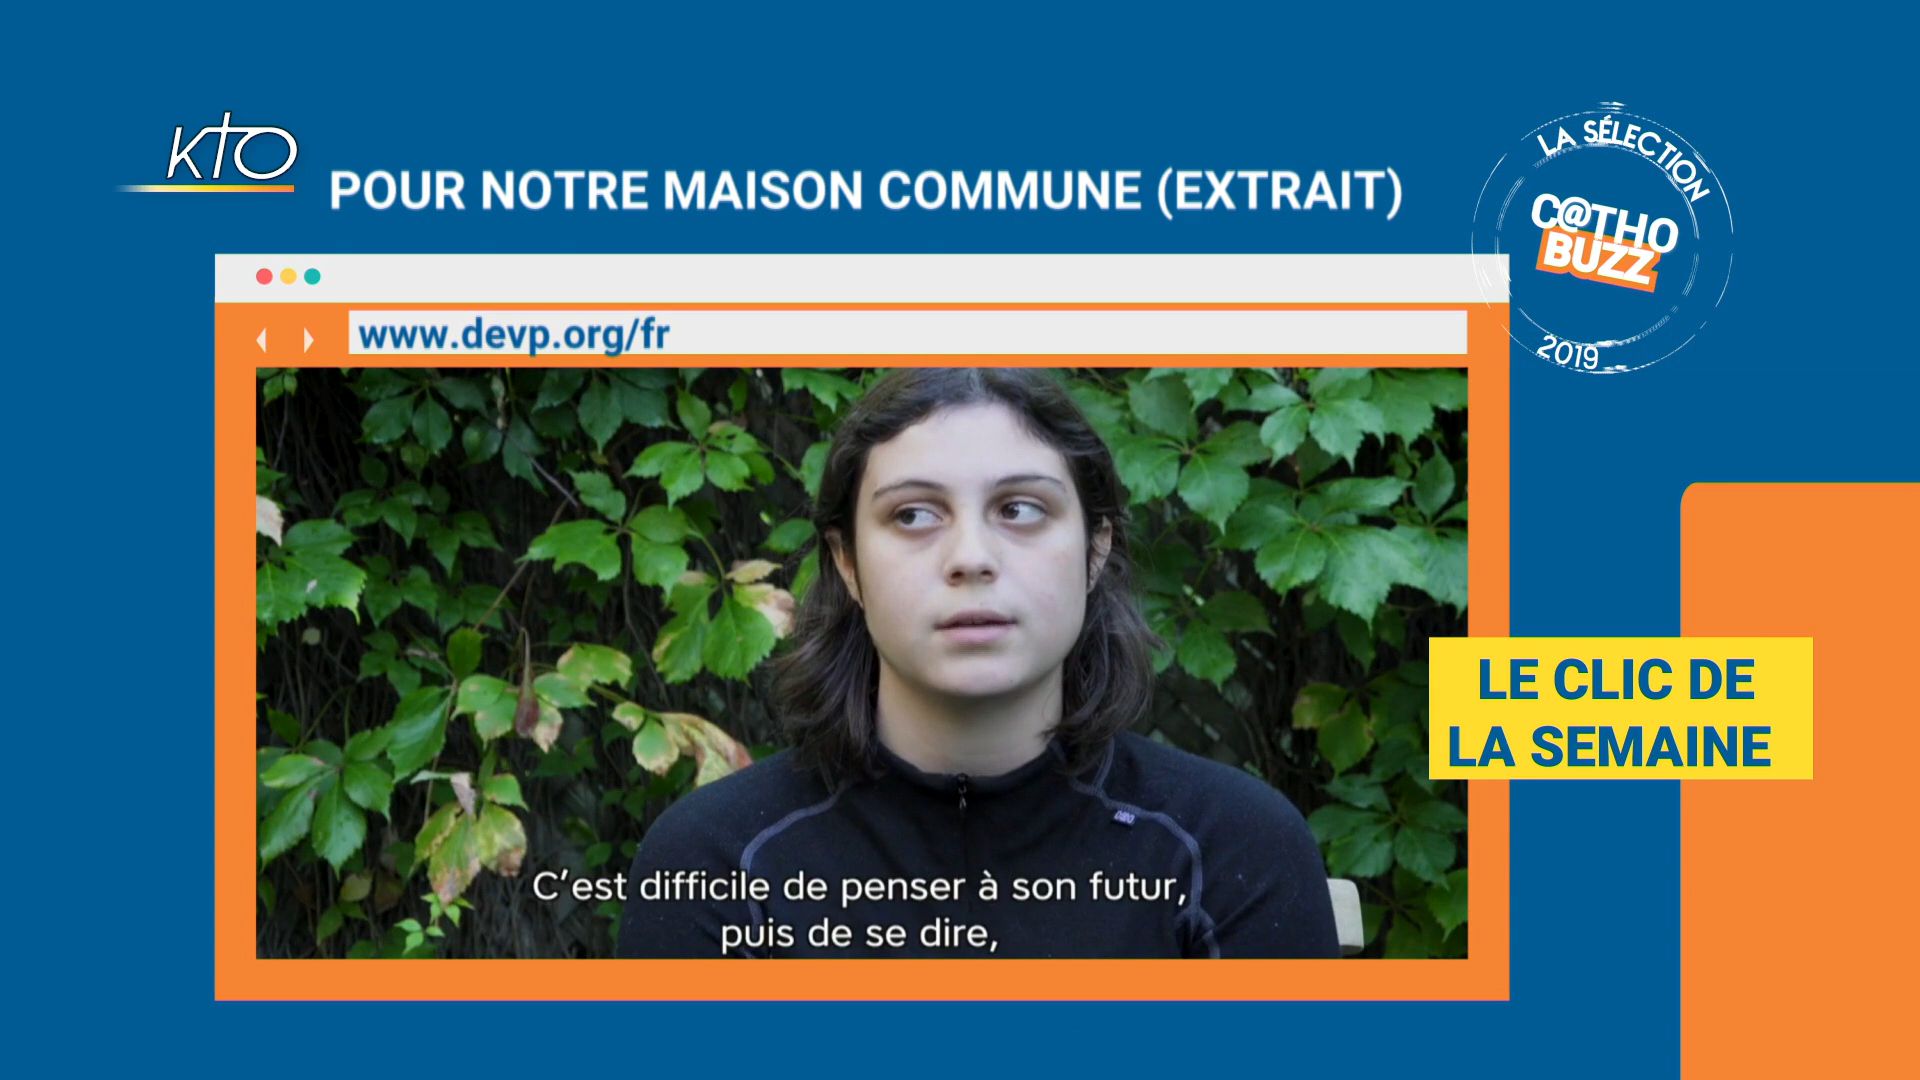 KTO
POUR NOTRE MAISON COMMUNE (EXTRAIT)
LA SÉLECTION
C@THO
BUZZ
2019
www.devp.org/fr
LE CLIC DE
LA SEMAINE
C'est difficile de penser à son futur,
puis de se dire,